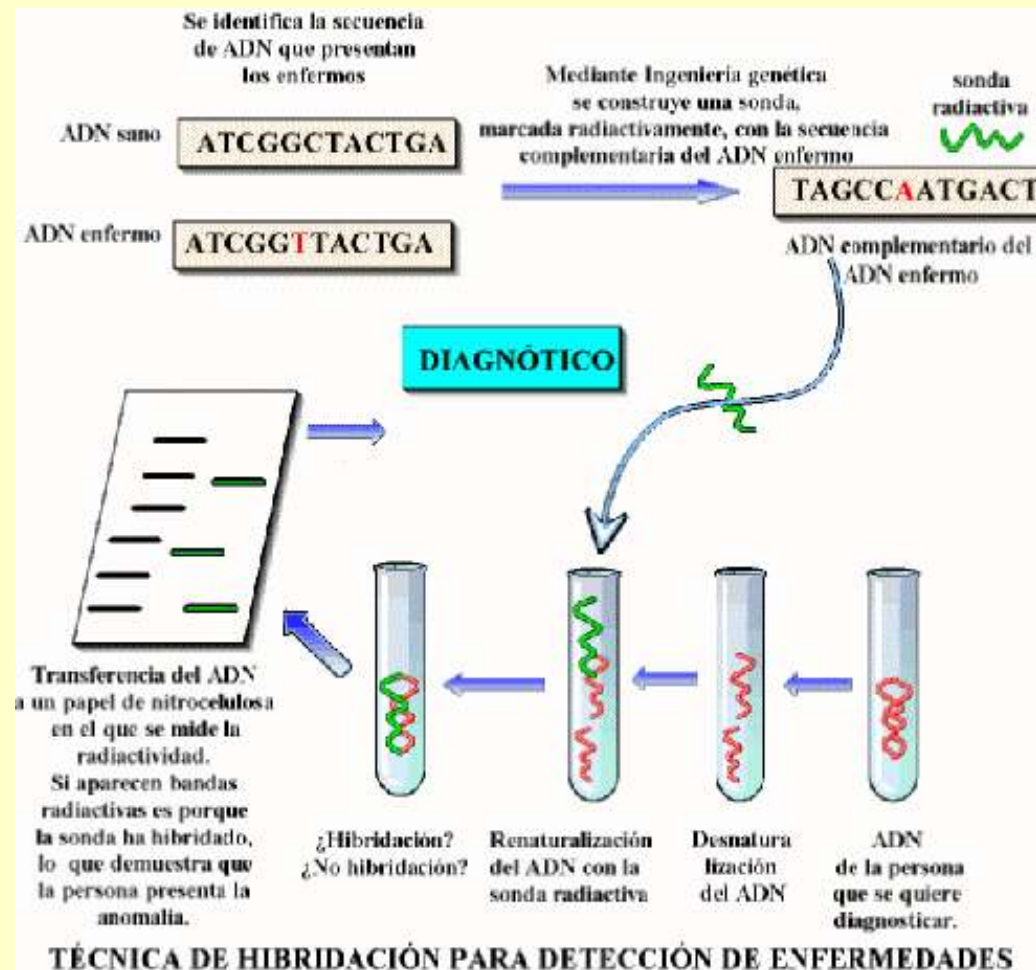 Se identifica la secuencia
de ADN que presentan
los enfermos
ADN sano
ATCGGCTACTGA
ADN enfermo
ATCGGTTACTGA
Mediante Ingeniería genética
se construye una sonda,
marcada radiactivamente, con la secuencia
complementaria del ADN enfermo
sonda
radiactiva
TAGCCAATGACT
ADN complementario del
ADN enfermo
DIAGNÓTICO
Transferencia del ADN
a un papel de nitrocelulosa
en el que se mide la
radiactividad.
Si aparecen bandas
radiactivas es porque
la sonda ha hibridado,
lo que demuestra que
la persona presenta la
anomalia.
¿Hibridación?
¿No hibridación?
Renaturalización
del ADN con la
sonda radiactiva
Desnatura
lización
del ADN
ADN
de la persona
que se quiere
diagnosticar.
TÉCNICA DE HIBRIDACIÓN PARA DETECCIÓN DE ENFERMEDADES